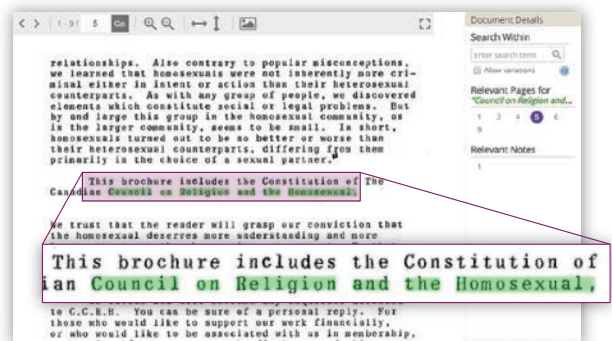 1 - 9 / 5 Go
relationships. Also contrary to popular misconceptions,
we learned that homosexuals were not inherently more cri-
minal either in intent or action than their heterosexual
counterparts. As with any group of people, we discovered
elements which constitute social or legal problems. But
by and large this group in the homosexual community, as
in the larger community, seems to be small. In short,
homosexuals turned out to be no better or worse than
their heterosexual counterparts, differing from them
primarily in the choice of a sexual partner."
This brochure includes the Constitution of The
Canadian Council on Religion and the Homosexual,
We trust that the reader will grasp our conviction that
the homosexual deserves more understanding and more
This brochure includes the Constitution of
ian Council on Religion and the Homosexual,
to C.C.R.H. You can be sure of a personal reply. For
those who would like to support our work financially,
or who would like to be associated with us in membership,
Document Details
Search Within
Enter search term
Allow variations
Relevant Pages for
"Council on Religion and...
1 3 4 5 6
9
Relevant Notes
1